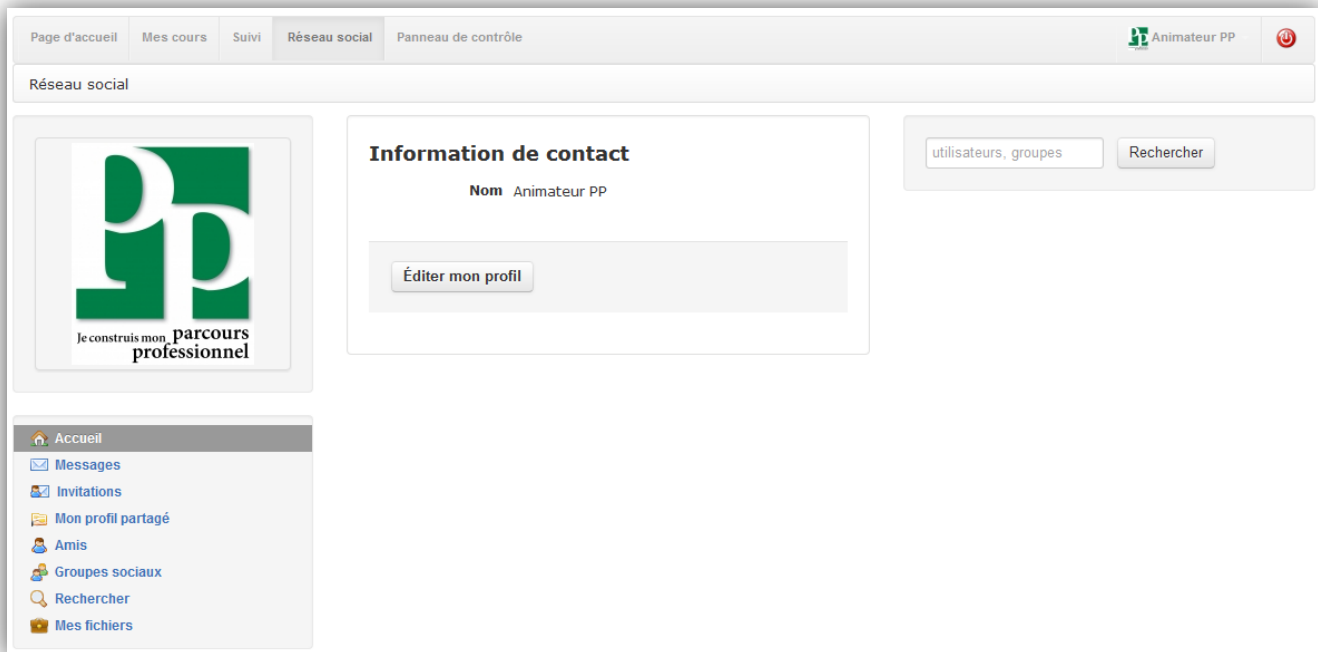 Page d'accueil Mes cours Suivi Réseau social Panneau de contrôle Animateur PP
Réseau social
Pp
Je construis mon parcours
professionnel
Information de contact
Nom Animateur PP
Éditer mon profil
utilisateurs, groupes Rechercher
Accueil
Messages
Invitations
Mon profil partagé
Amis
Groupes sociaux
Rechercher
Mes fichiers